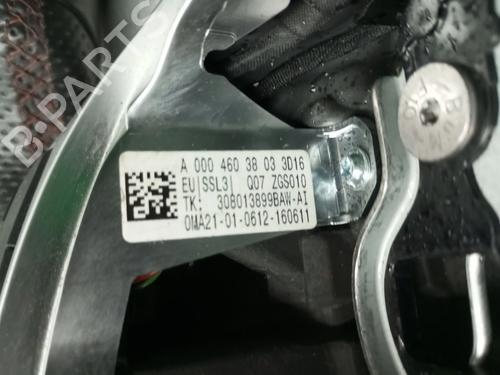 B-PARTS
A 000 460 38 03 3D16
EU|SSL3| Q07 ZGS010
TK: 308013899BAW-AI
OMA21-01-0612-160611